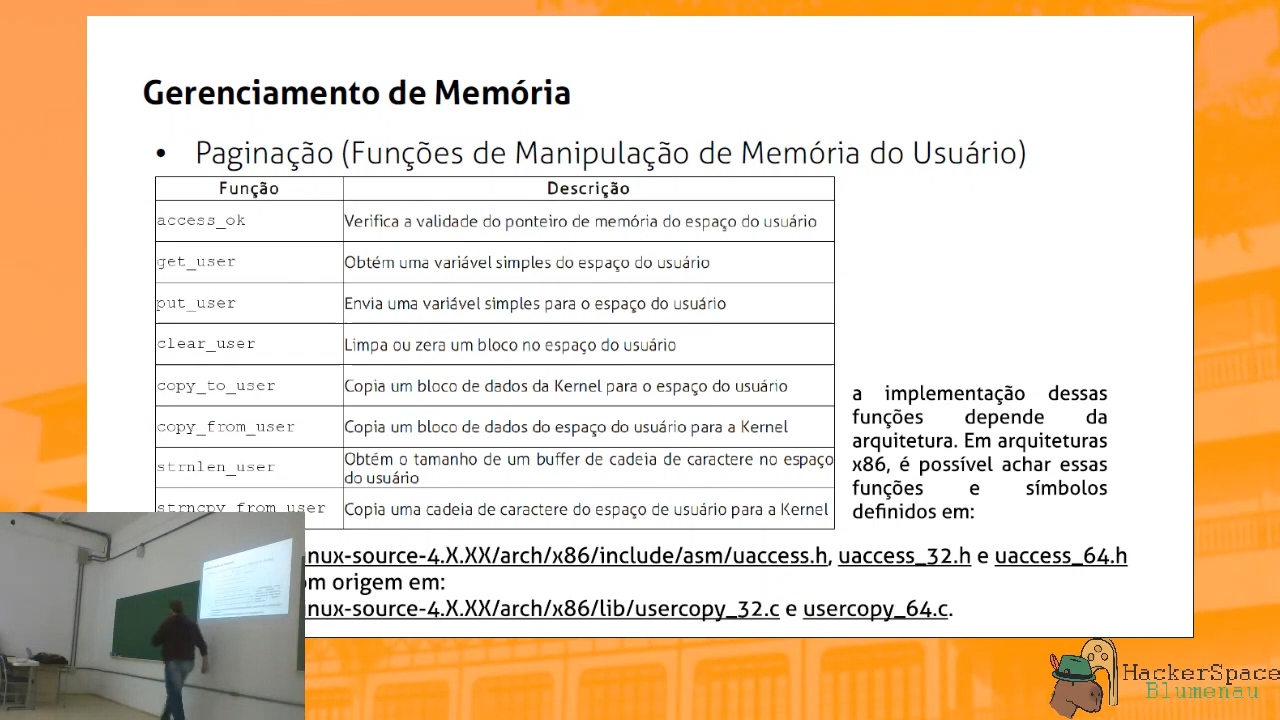 Gerenciamento de Memória
• Paginação (Funções de Manipulação de Memória do Usuário)
Função Descrição
access_ok Verifica a validade do ponteiro de memória do espaço do usuário
get_user Obtém uma variável simples do espaço do usuário
put_user Envia uma variável simples para o espaço do usuário
clear_user Limpa ou zera um bloco no espaço do usuário
copy_to_user Copia um bloco de dados da Kernel para o espaço do usuário
copy_from_user Copia um bloco de dados do espaço do usuário para a Kernel
strnlen_user Obtém o tamanho de um buffer de cadeia de caractere no espaço
do usuário
strncpy_from_user Copia uma cadeia de caractere do espaço de usuário para a Kernel
a implementação dessas
funções depende da
arquitetura. Em arquiteturas
x86, é possível achar essas
funções e símbolos
definidos em:
inux-source-4.X.XX/arch/x86/include/asm/uaccess.h, uaccess_32.h e uaccess_64.h
om origem em:
inux-source-4.X.XX/arch/x86/lib/usercopy_32.c e usercopy_64.c.
HackerSpace
Blumenau